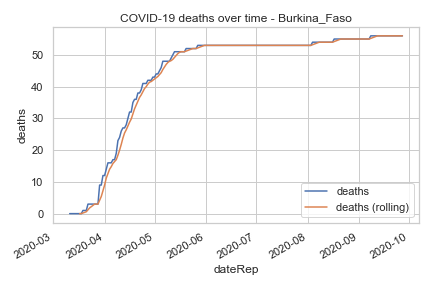 COVID-19 deaths over time - Burkina_Faso
deaths
50
40
30
20
10
0
deaths
deaths (rolling)
2020-03
2020-04
2020-05
2020-06
2020-07
2020-08
2020-09
2020-10
dateRep